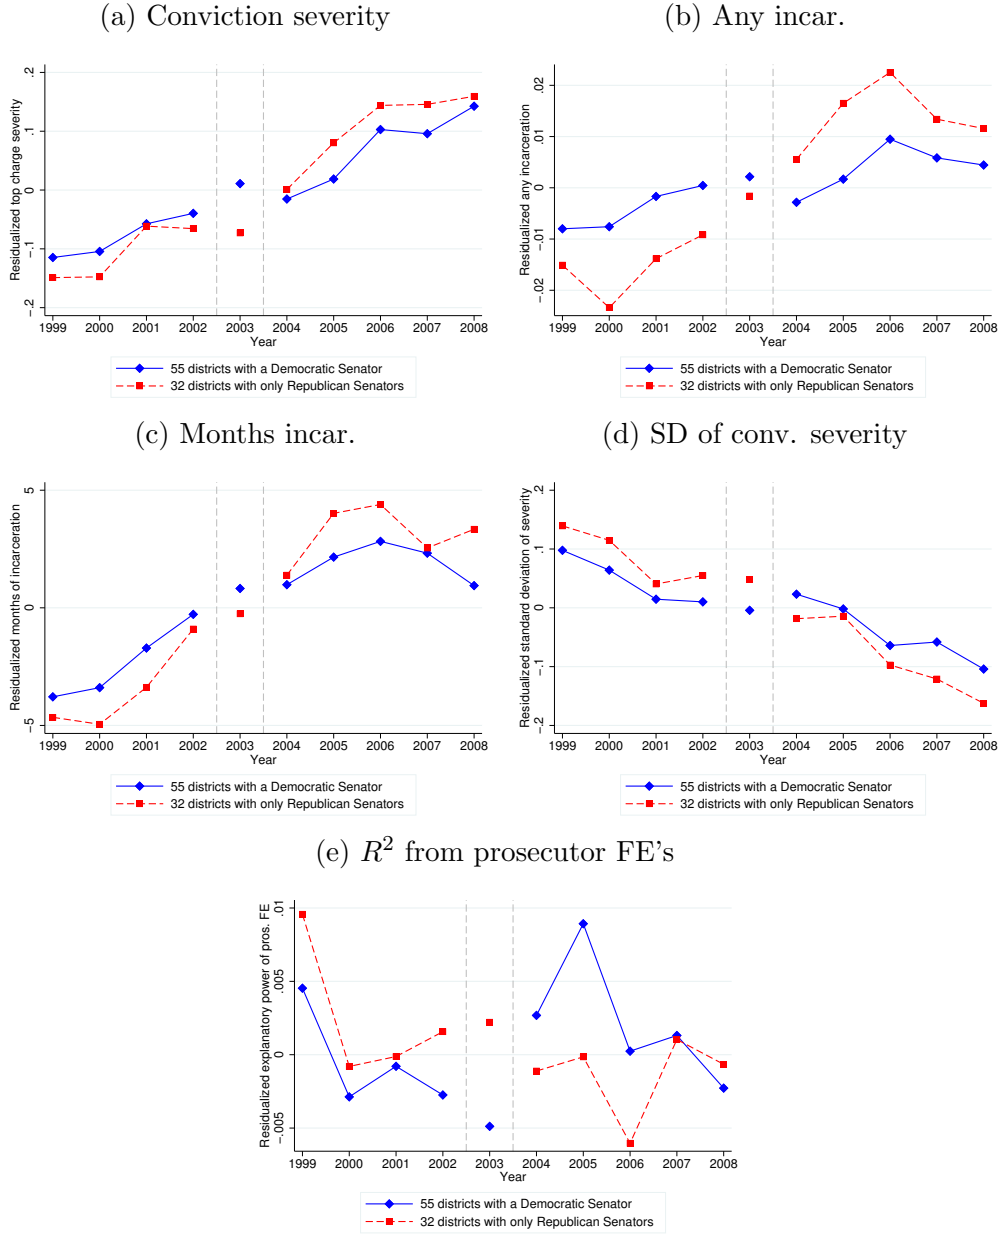 (a) Conviction severity
Residualized top charge severity
.2
.1
0
-.1
-.2
1999 2000 2001 2002 2003 2004 2005 2006 2007 2008
Year
55 districts with a Democratic Senator
32 districts with only Republican Senators
(b) Any incar.
Residualized any incarceration
.02
.01
0
-.01
-.02
1999 2000 2001 2002 2003 2004 2005 2006 2007 2008
Year
55 districts with a Democratic Senator
32 districts with only Republican Senators
(c) Months incar.
Residualized months of incarceration
5
0
-5
1999 2000 2001 2002 2003 2004 2005 2006 2007 2008
Year
55 districts with a Democratic Senator
32 districts with only Republican Senators
(d) SD of conv. severity
Residualized standard deviation of severity
.2
.1
0
-.1
-.2
1999 2000 2001 2002 2003 2004 2005 2006 2007 2008
Year
55 districts with a Democratic Senator
32 districts with only Republican Senators
(e) R² from prosecutor FE's
Residualized explanatory power of pros. FE
.01
.005
0
-.005
1999 2000 2001 2002 2003 2004 2005 2006 2007 2008
Year
55 districts with a Democratic Senator
32 districts with only Republican Senators